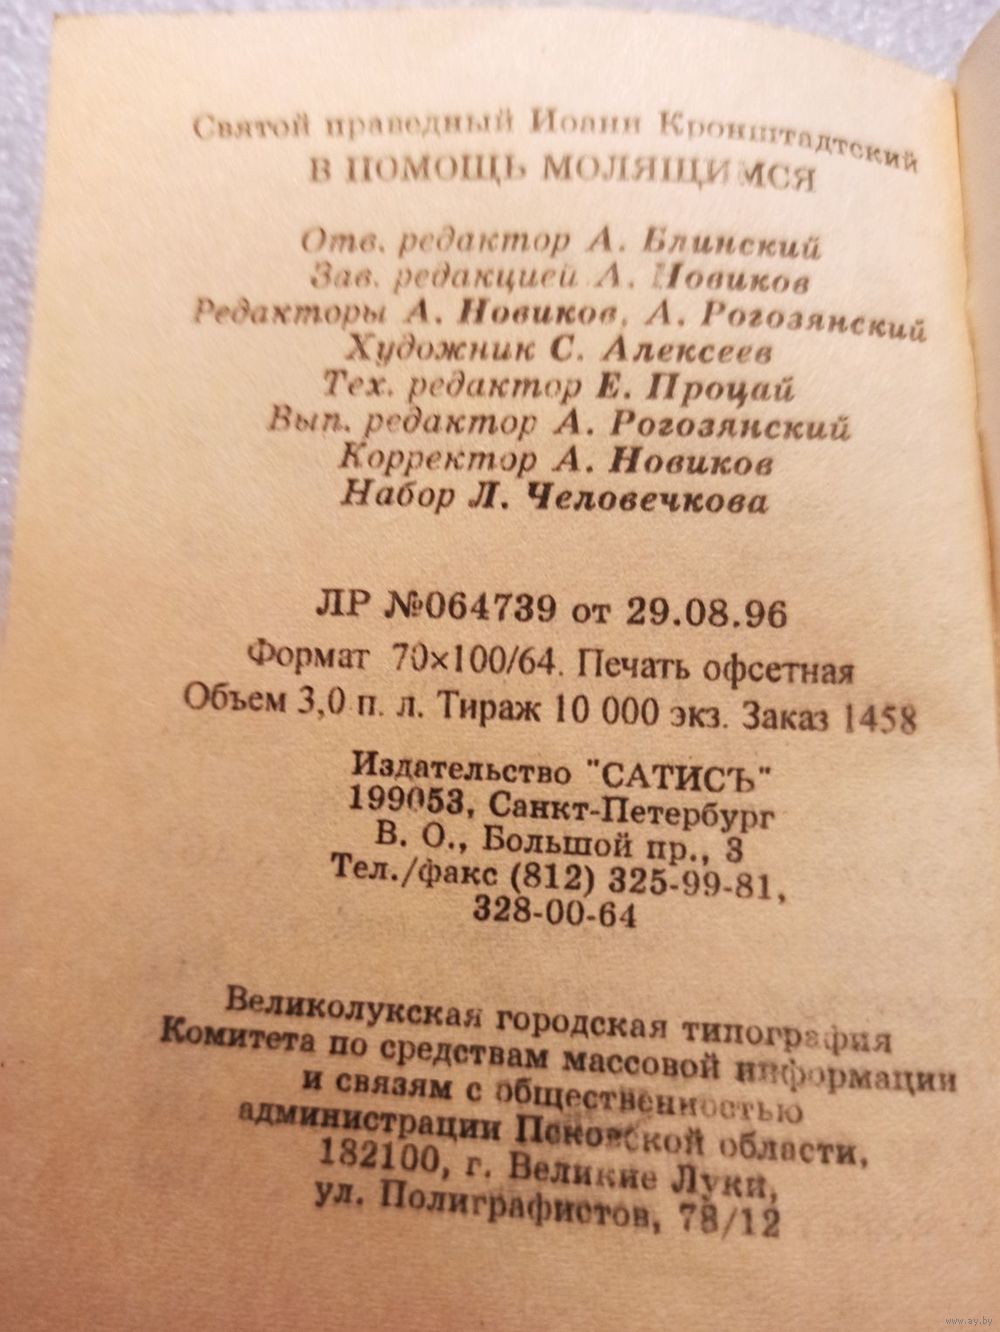 Святой праведный Иоанн Кронштадтский
В ПОМОЩЬ МОЛЯЩИМСЯ
Отв. редактор А. Блинский
Зав. редакцией А. Новиков
Редакторы А. Новиков, А. Рогозянский
Художник С. Алексеев
Тех. редактор Е. Процай
Вып. редактор А. Рогозянский
Корректор А. Новиков
Набор Л. Человечкова
ЛР №064739 от 29.08.96
Формат 70×100/64. Печать офсетная
Объем 3,0 п. л. Тираж 10 000 экз. Заказ 1458
Издательство "САТИСЪ"
199053, Санкт-Петербург
В. О., Большой пр., 3
Тел./факс (812) 325-99-81,
328-00-64
Великолукская городская типография
Комитета по средствам массовой информации
и связям с общественностью
администрации Псковской области,
182100, г. Великие Луки,
ул. Полиграфистов, 78/12
www.ay.by